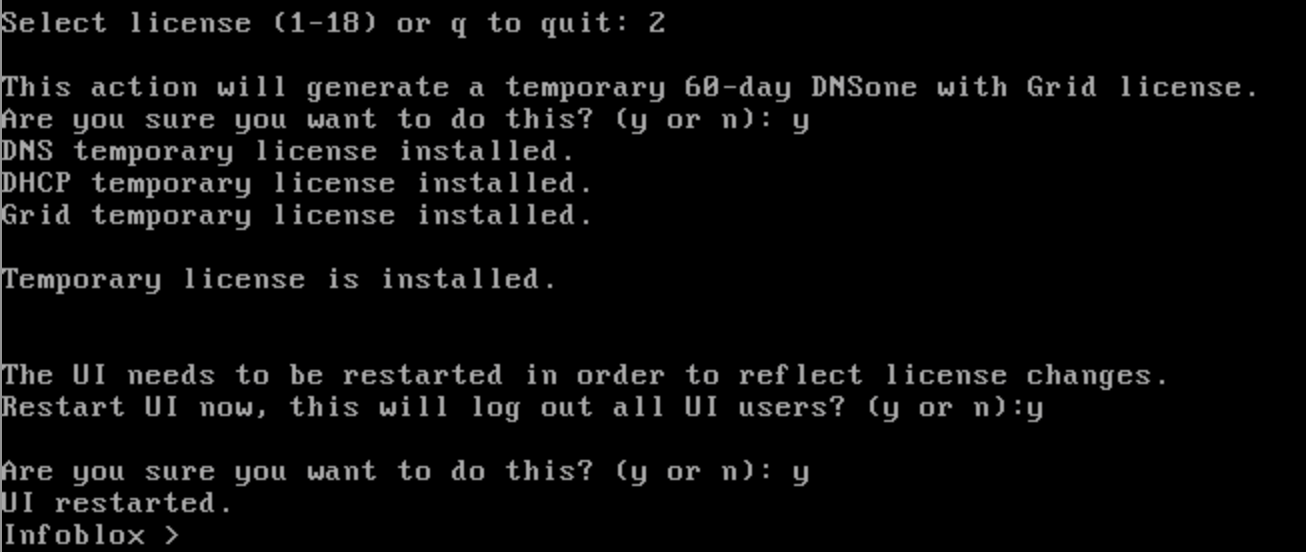 Select license (1-18) or q to quit: 2
This action will generate a temporary 60-day DNSone with Grid license.
Are you sure you want to do this? (y or n): y
DNS temporary license installed.
DHCP temporary license installed.
Grid temporary license installed.
Temporary license is installed.
The UI needs to be restarted in order to reflect license changes.
Restart UI now, this will log out all UI users? (y or n):y
Are you sure you want to do this? (y or n): y
UI restarted.
Infoblox >